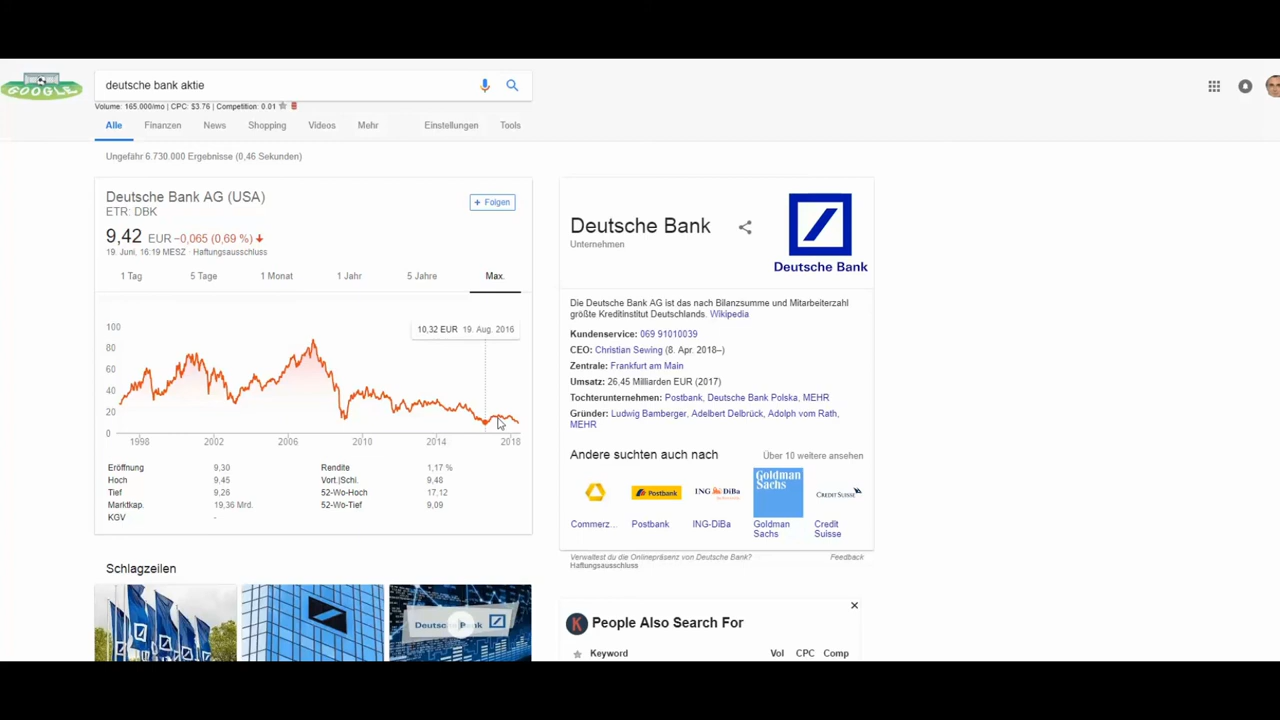 GOOGLE
deutsche bank aktie
Volume: 165.000/mo | CPC: $3.76 | Competition: 0.01
Alle Finanzen News Shopping Videos Mehr Einstellungen Tools
Ungefähr 6.730.000 Ergebnisse (0,46 Sekunden)
Deutsche Bank AG (USA)
ETR: DBK
+ Folgen
9,42 EUR −0,065 (0,69 %)
19. Juni, 16:19 MESZ · Haftungsausschluss
1 Tag 5 Tage 1 Monat 1 Jahr 5 Jahre Max.
10,32 EUR 19. Aug. 2016
100
80
60
40
20
0
1998 2002 2006 2010 2014 2018
Eröffnung 9,30 Rendite 1,17 %
Hoch 9,45 Vort.|Schl. 9,48
Tief 9,26 52-Wo-Hoch 17,12
Marktkap. 19,36 Mrd. 52-Wo-Tief 9,09
KGV -
Schlagzeilen
Deutsche Bank
Deutsche Bank
Unternehmen
Deutsche Bank
Die Deutsche Bank AG ist das nach Bilanzsumme und Mitarbeiterzahl
größte Kreditinstitut Deutschlands. Wikipedia
Kundenservice: 069 91010039
CEO: Christian Sewing (8. Apr. 2018–)
Zentrale: Frankfurt am Main
Umsatz: 26,45 Milliarden EUR (2017)
Tochterunternehmen: Postbank, Deutsche Bank Polska, MEHR
Gründer: Ludwig Bamberger, Adelbert Delbrück, Adolph vom Rath,
MEHR
Andere suchten auch nach Über 10 weitere ansehen
Postbank ING DiBa Goldman Sachs CREDIT SUISSE
Commerz... Postbank ING-DiBa Goldman Credit
Sachs Suisse
Verwaltest du die Onlinepräsenz von Deutsche Bank? Feedback
Haftungsausschluss
K People Also Search For
Keyword Vol CPC Comp